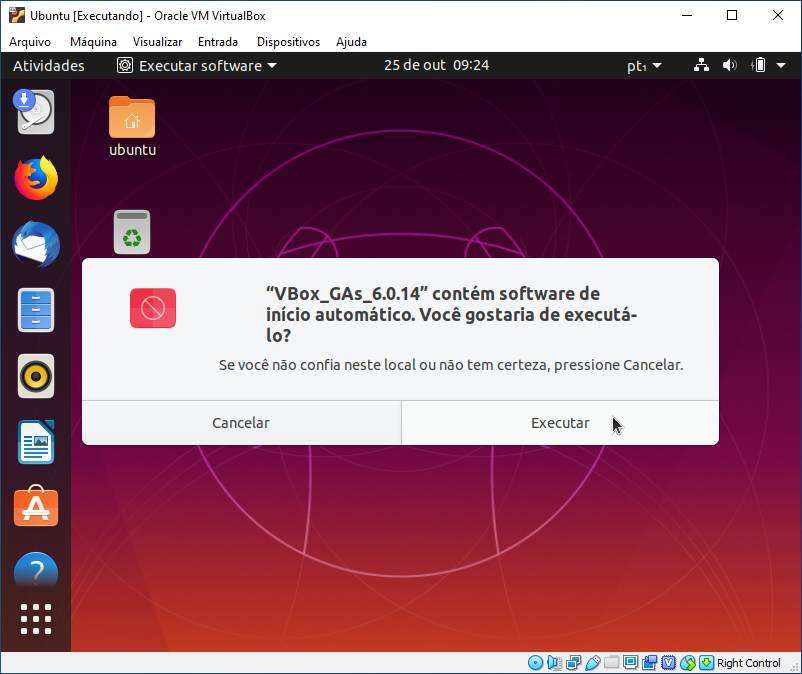 Ubuntu [Executando] - Oracle VM VirtualBox
Arquivo Máquina Visualizar Entrada Dispositivos Ajuda
Atividades Executar software 25 de out 09:24 pt₁
ubuntu
“VBox_GAs_6.0.14” contém software de
início automático. Você gostaria de executá-
lo?
Se você não confia neste local ou não tem certeza, pressione Cancelar.
Cancelar Executar
Right Control